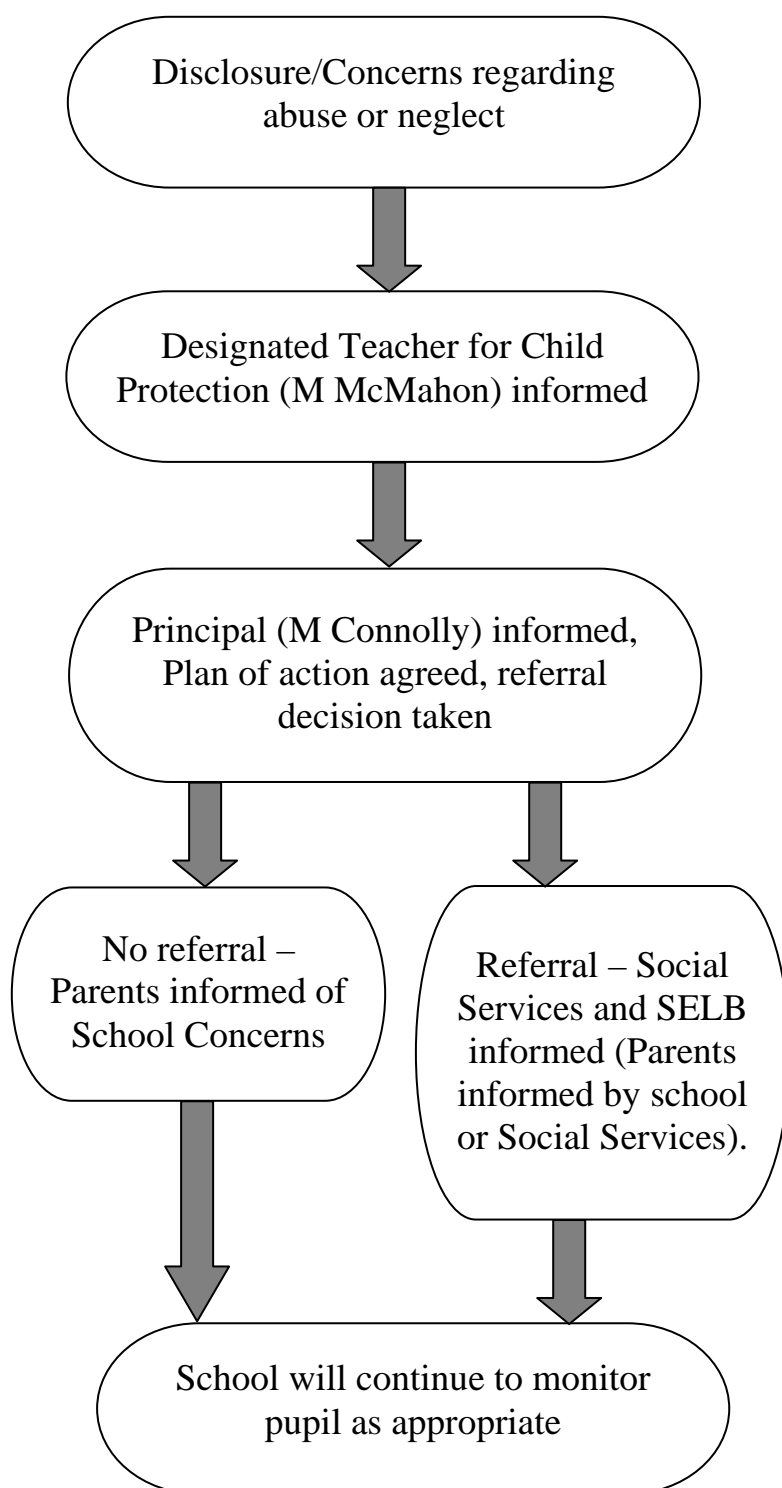 Disclosure/Concerns regarding
abuse or neglect
Designated Teacher for Child
Protection (M McMahon) informed
Principal (M Connolly) informed,
Plan of action agreed, referral
decision taken
No referral –
Parents informed of
School Concerns
Referral – Social
Services and SELB
informed (Parents
informed by school
or Social Services).
School will continue to monitor
pupil as appropriate